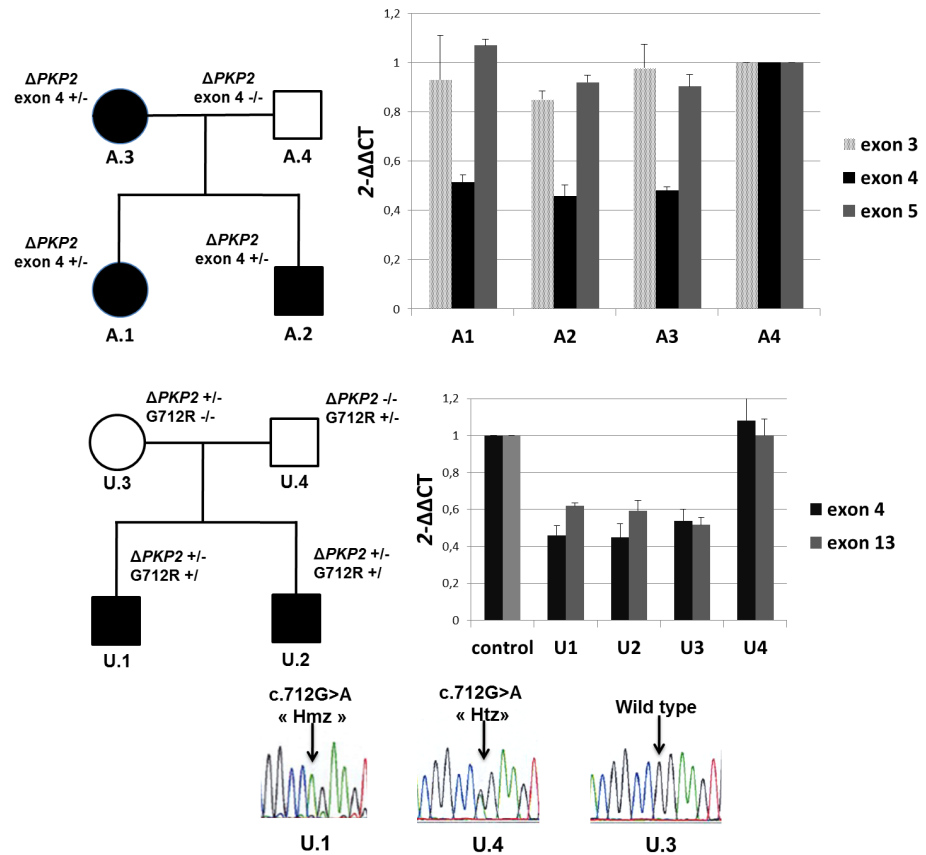 ΔPKP2
exon 4 +/-
A.3
ΔPKP2
exon 4 -/-
A.4
ΔPKP2
exon 4 +/-
A.1
ΔPKP2
exon 4 +/-
A.2
2-ΔΔCT
1,2
1
0,8
0,6
0,4
0,2
0
A1 A2 A3 A4
exon 3
exon 4
exon 5
ΔPKP2 +/-
G712R -/-
U.3
ΔPKP2 -/-
G712R +/-
U.4
ΔPKP2 +/-
G712R +/
U.1
ΔPKP2 +/-
G712R +/
U.2
2-ΔΔCT
1,2
1
0,8
0,6
0,4
0,2
0
control U1 U2 U3 U4
exon 4
exon 13
c.712G>A
« Hmz »
U.1
c.712G>A
« Htz»
U.4
Wild type
U.3